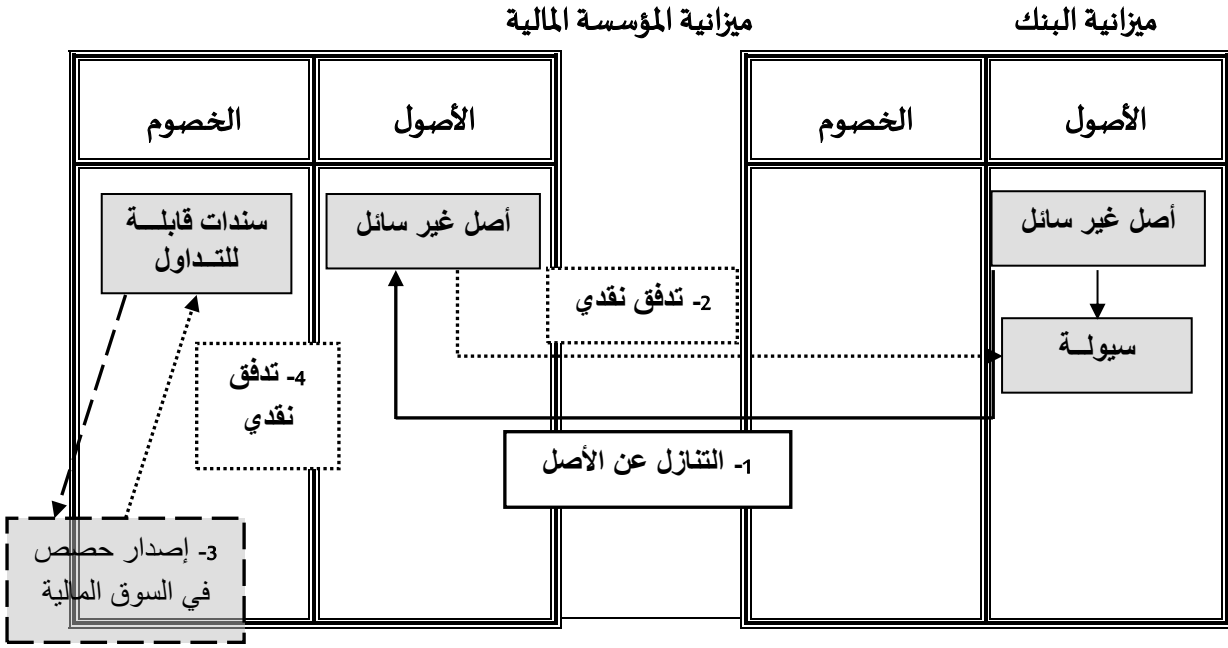 ميزانية البنك
ميزانية المؤسسة المالية
الأصول
الخصوم
الأصول
الخصوم
أصل غير سائل
أصل غير سائل
سندات قابلـــة
للتــداول
2- تدفق نقدي
سيولــة
4- تدفق
نقدي
1- التنازل عن الأصل
3- إصدار حصص
في السوق المالية